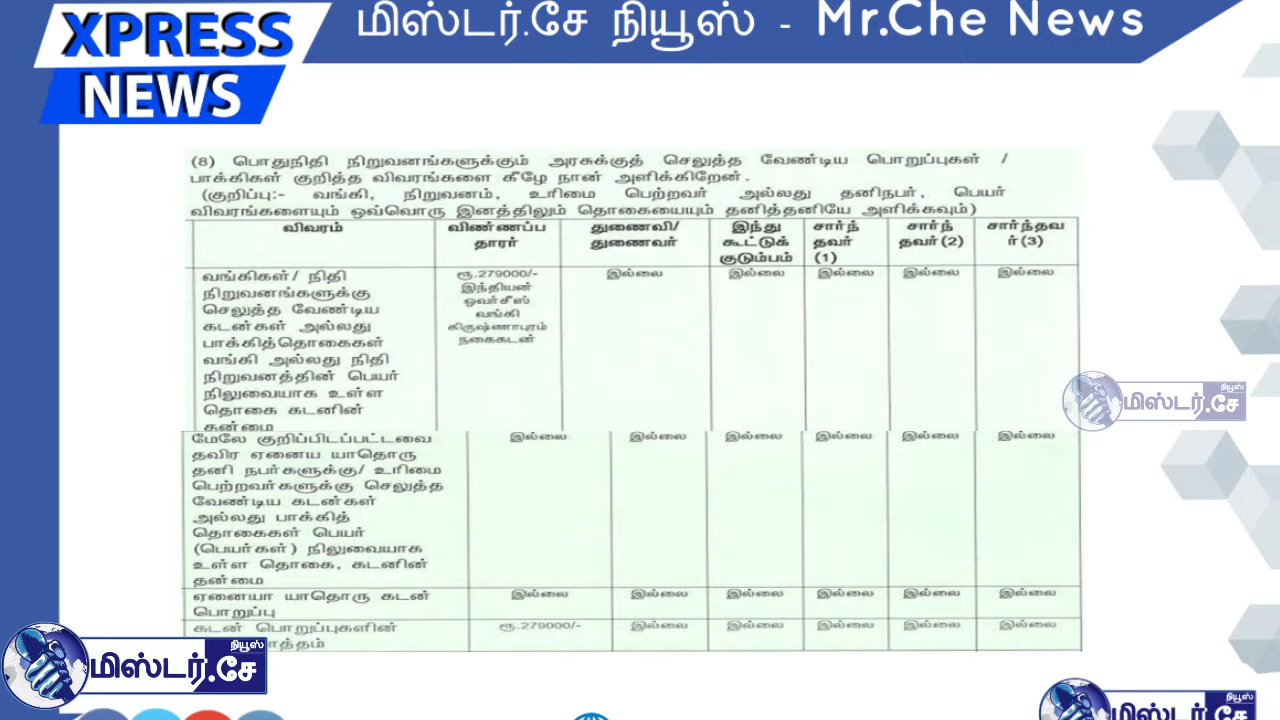 XPRESS
NEWS
மிஸ்டர்.சே நியூஸ் - Mr.Che News
(8) பொதுநிதி நிறுவனங்களுக்கும் அரசுக்குத் செலுத்த வேண்டிய பொறுப்புகள் /
பாக்கிகள் குறித்த விவரங்களை கீழே நான் அளிக்கிறேன்.
(குறிப்பு:- வங்கி, நிறுவனம், உரிமை பெற்றவர் அல்லது தனிநபர், பெயர்
விவரங்களையும் ஒவ்வொரு இனத்திலும் தொகையையும் தனித்தனியே அளிக்கவும்)
விவரம்
விண்ணப்ப
தாரர்
துணைவி/
துணைவர்
இந்து
கூட்டுக்
குடும்பம்
சார்ந்
தவர்
(1)
சார்ந்
தவர் (2)
சார்ந்தவ
ர் (3)
வங்கிகள்/ நிதி
நிறுவனங்களுக்கு
செலுத்த வேண்டிய
கடன்கள் அல்லது
பாக்கித்தொகைகள்
வங்கி அல்லது நிதி
நிறுவனத்தின் பெயர்
நிலுவையாக உள்ள
தொகை கடனின்
தன்மை
ரூ.279000/-
இந்தியன்
ஓவர்சீஸ்
வங்கி
கிருஷ்ணாபுரம்
நகைகடன்
இல்லை
இல்லை
இல்லை
இல்லை
இல்லை
மேலே குறிப்பிடப்பட்டவை
தவிர ஏனைய யாதொரு
தனி நபர்களுக்கு/ உரிமை
பெற்றவர்களுக்கு செலுத்த
வேண்டிய கடன்கள்
அல்லது பாக்கித்
தொகைகள் பெயர்
(பெயர்கள்) நிலுவையாக
உள்ள தொகை, கடனின்
தன்மை
இல்லை
இல்லை
இல்லை
இல்லை
இல்லை
இல்லை
ஏனையா யாதொரு கடன்
பொறுப்பு
இல்லை
இல்லை
இல்லை
இல்லை
இல்லை
இல்லை
கடன் பொறுப்புகளின்
ரூ.279000/-
இல்லை
இல்லை
இல்லை
இல்லை
இல்லை
நியூஸ்
மிஸ்டர்.சே
நியூஸ்
மிஸ்டர்.சே
நியூஸ்
மிஸ்டர்.சே